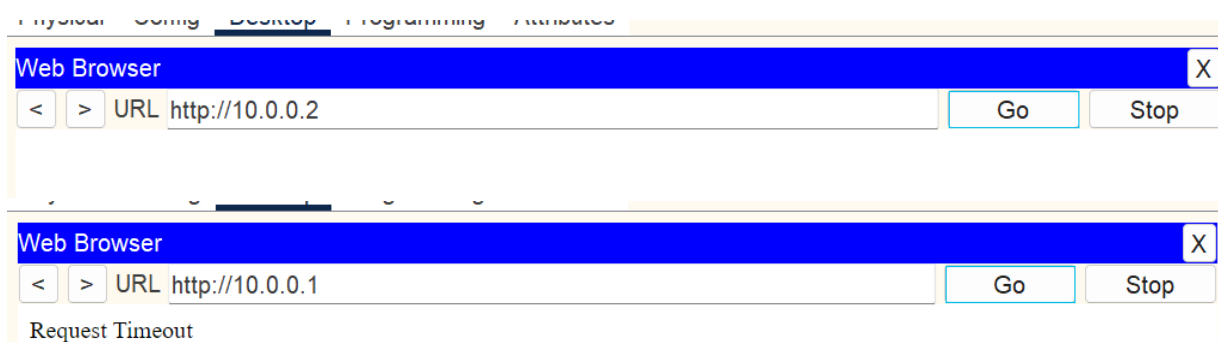 Physical Config Desktop Programming Attributes
Web Browser X
< > URL http://10.0.0.2 Go Stop
Web Browser X
< > URL http://10.0.0.1 Go Stop
Request Timeout